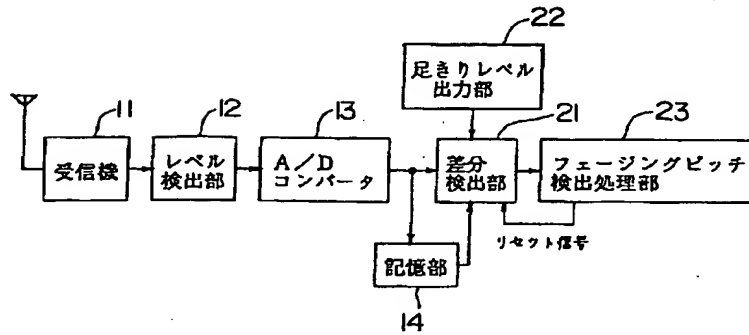 22
足きりレベル
出力部
11
12
13
21
23
受信機
レベル
検出部
A/D
コンバータ
差分
検出部
フェージングピッチ
検出処理部
リセット信号
記憶部
14